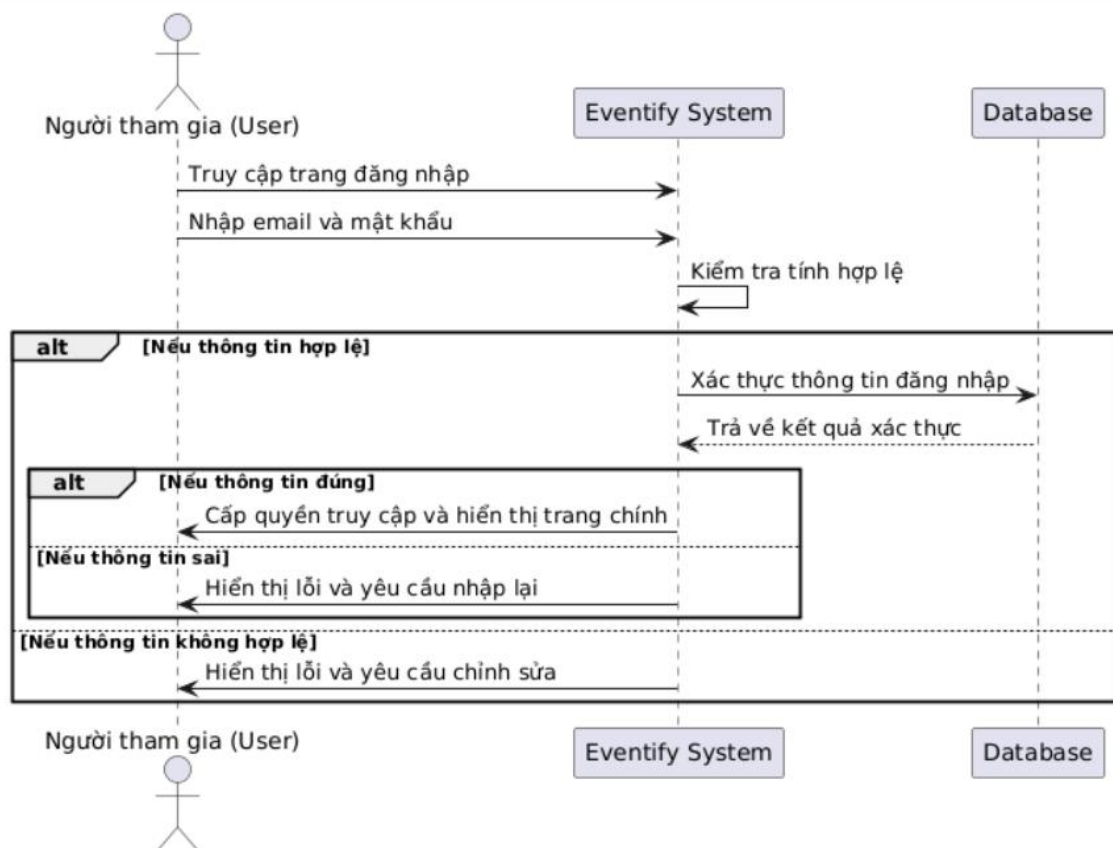 Người tham gia (User)
Eventify System
Database
Truy cập trang đăng nhập
Nhập email và mật khẩu
Kiểm tra tính hợp lệ
alt [Nếu thông tin hợp lệ]
Xác thực thông tin đăng nhập
Trả về kết quả xác thực
alt [Nếu thông tin đúng]
Cấp quyền truy cập và hiển thị trang chính
[Nếu thông tin sai]
Hiển thị lỗi và yêu cầu nhập lại
[Nếu thông tin không hợp lệ]
Hiển thị lỗi và yêu cầu chỉnh sửa
Người tham gia (User)
Eventify System
Database